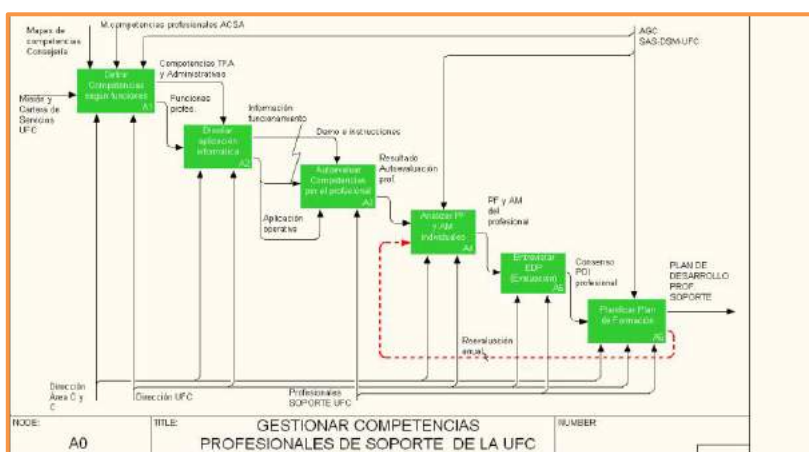 Mapas de
competencias
Consejería
M.competencias profesionales ACSA
AGC
SAS-DSM-UFC
Definir
Competencias
según funciones
A1
Competencias TFA
y Administrativas
Misión y
Cartera de
Servicios
UFC
Funciones
profes.
Información
funcionamiento
Diseñar
aplicación
informática
A2
Demo e instrucciones
Autoevaluar
Competencias
por el profesional
A3
Resultado
Autoevaluación
prof.
Aplicación
operativa
Analizar PF
y AM
individuales
A4
PF y AM
del
profesional
Entrevistar
EDP
(Evaluación)
A5
Consenso
PDI
profesional
PLAN DE
DESARROLLO
PROF.
SOPORTE
Planificar Plan
de Formación
A6
Reevaluación
anual
Dirección
Área C y
C
Dirección UFC
Profesionales
SOPORTE UFC
NODE:
A0
TITLE:
GESTIONAR COMPETENCIAS
PROFESIONALES DE SOPORTE DE LA UFC
NUMBER: